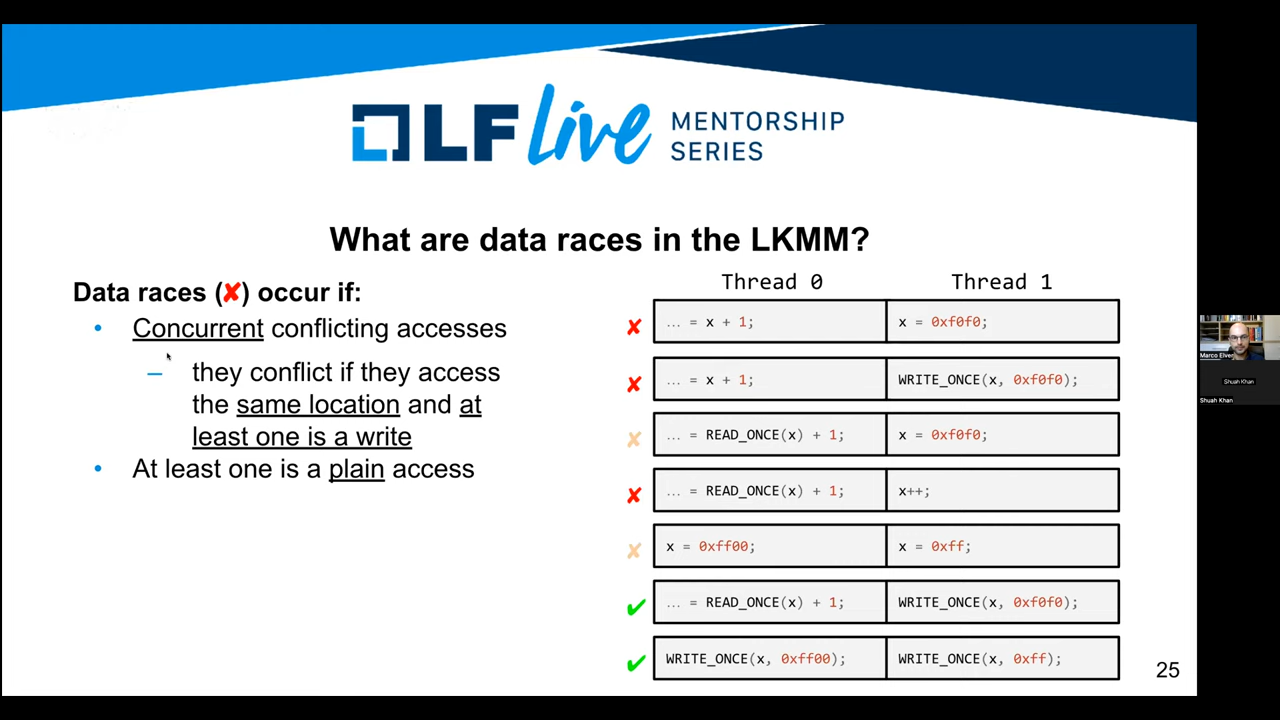 LF Live MENTORSHIP
SERIES
What are data races in the LKMM?
Data races (✘) occur if:
• Concurrent conflicting accesses
– they conflict if they access
the same location and at
least one is a write
• At least one is a plain access
Thread 0 Thread 1
✘ … = x + 1; x = 0xf0f0;
✘ … = x + 1; WRITE_ONCE(x, 0xf0f0);
✘ … = READ_ONCE(x) + 1; x = 0xf0f0;
✘ … = READ_ONCE(x) + 1; x++;
✘ x = 0xff00; x = 0xff;
✔ … = READ_ONCE(x) + 1; WRITE_ONCE(x, 0xf0f0);
✔ WRITE_ONCE(x, 0xff00); WRITE_ONCE(x, 0xff);
25
Marco Elver
Shuah Khan
Shuah Khan